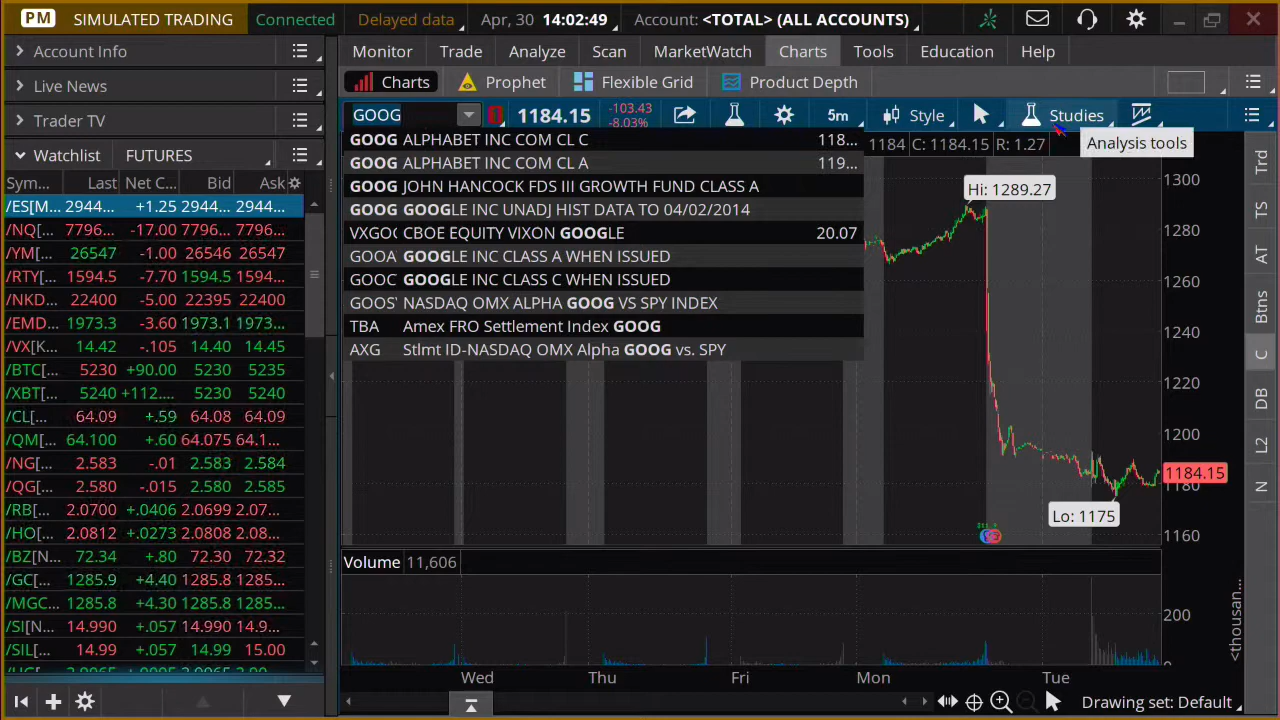 PM SIMULATED TRADING Connected Delayed data Apr, 30 14:02:49 Account: <TOTAL> (ALL ACCOUNTS)
Account Info
Live News
Trader TV
Watchlist FUTURES
Sym... Last Net C... Bid Ask
/ES[M... 2944... +1.25 2944... 2944...
/NQ[... 7796... -17.00 7796... 7796...
/YM[... 26547 -1.00 26546 26547
/RTY[... 1594.5 -7.70 1594.5 1594...
/NKD... 22400 -5.00 22395 22400
/EMD... 1973.3 -3.60 1973.1 1973...
/VX[K... 14.42 -.105 14.40 14.45
/BTC[... 5230 +90.00 5230 5235
/XBT[... 5240 +112.... 5230 5240
/CL[... 64.09 +.59 64.08 64.09
/QM[... 64.100 +.60 64.075 64.1...
/NG[... 2.583 -.01 2.583 2.584
/QG[... 2.580 -.015 2.580 2.585
/RB[... 2.0700 +.0406 2.0699 2.07...
/HO[... 2.0812 +.0273 2.0808 2.08...
/BZ[N... 72.34 +.80 72.30 72.32
/GC[... 1285.9 +4.40 1285.8 1285...
/MGC... 1285.8 +4.30 1285.8 1286...
/SI[N... 14.990 +.057 14.990 14.9...
/SIL[... 14.99 +.057 14.99 15.00
Monitor Trade Analyze Scan MarketWatch Charts Tools Education Help
Charts Prophet Flexible Grid Product Depth
GOOG 1184.15 -103.43 -8.03% 5m Style Studies
Analysis tools
GOOG ALPHABET INC COM CL C 118...
GOOG ALPHABET INC COM CL A 119...
GOOG JOHN HANCOCK FDS III GROWTH FUND CLASS A
GOOG GOOGLE INC UNADJ HIST DATA TO 04/02/2014
VXGO CBOE EQUITY VIXON GOOGLE 20.07
GOOA GOOGLE INC CLASS A WHEN ISSUED
GOOC GOOGLE INC CLASS C WHEN ISSUED
GOOS NASDAQ OMX ALPHA GOOG VS SPY INDEX
TBA Amex FRO Settlement Index GOOG
AXG Stlmt ID-NASDAQ OMX Alpha GOOG vs. SPY
1184 C: 1184.15 R: 1.27
Hi: 1289.27
Lo: 1175
1300
1280
1260
1240
1220
1200
1184.15
1180
1160
Volume 11,606
200
<thousan...
Wed Thu Fri Mon Tue
Drawing set: Default
Trd
TS
AT
Btns
C
DB
L2
N